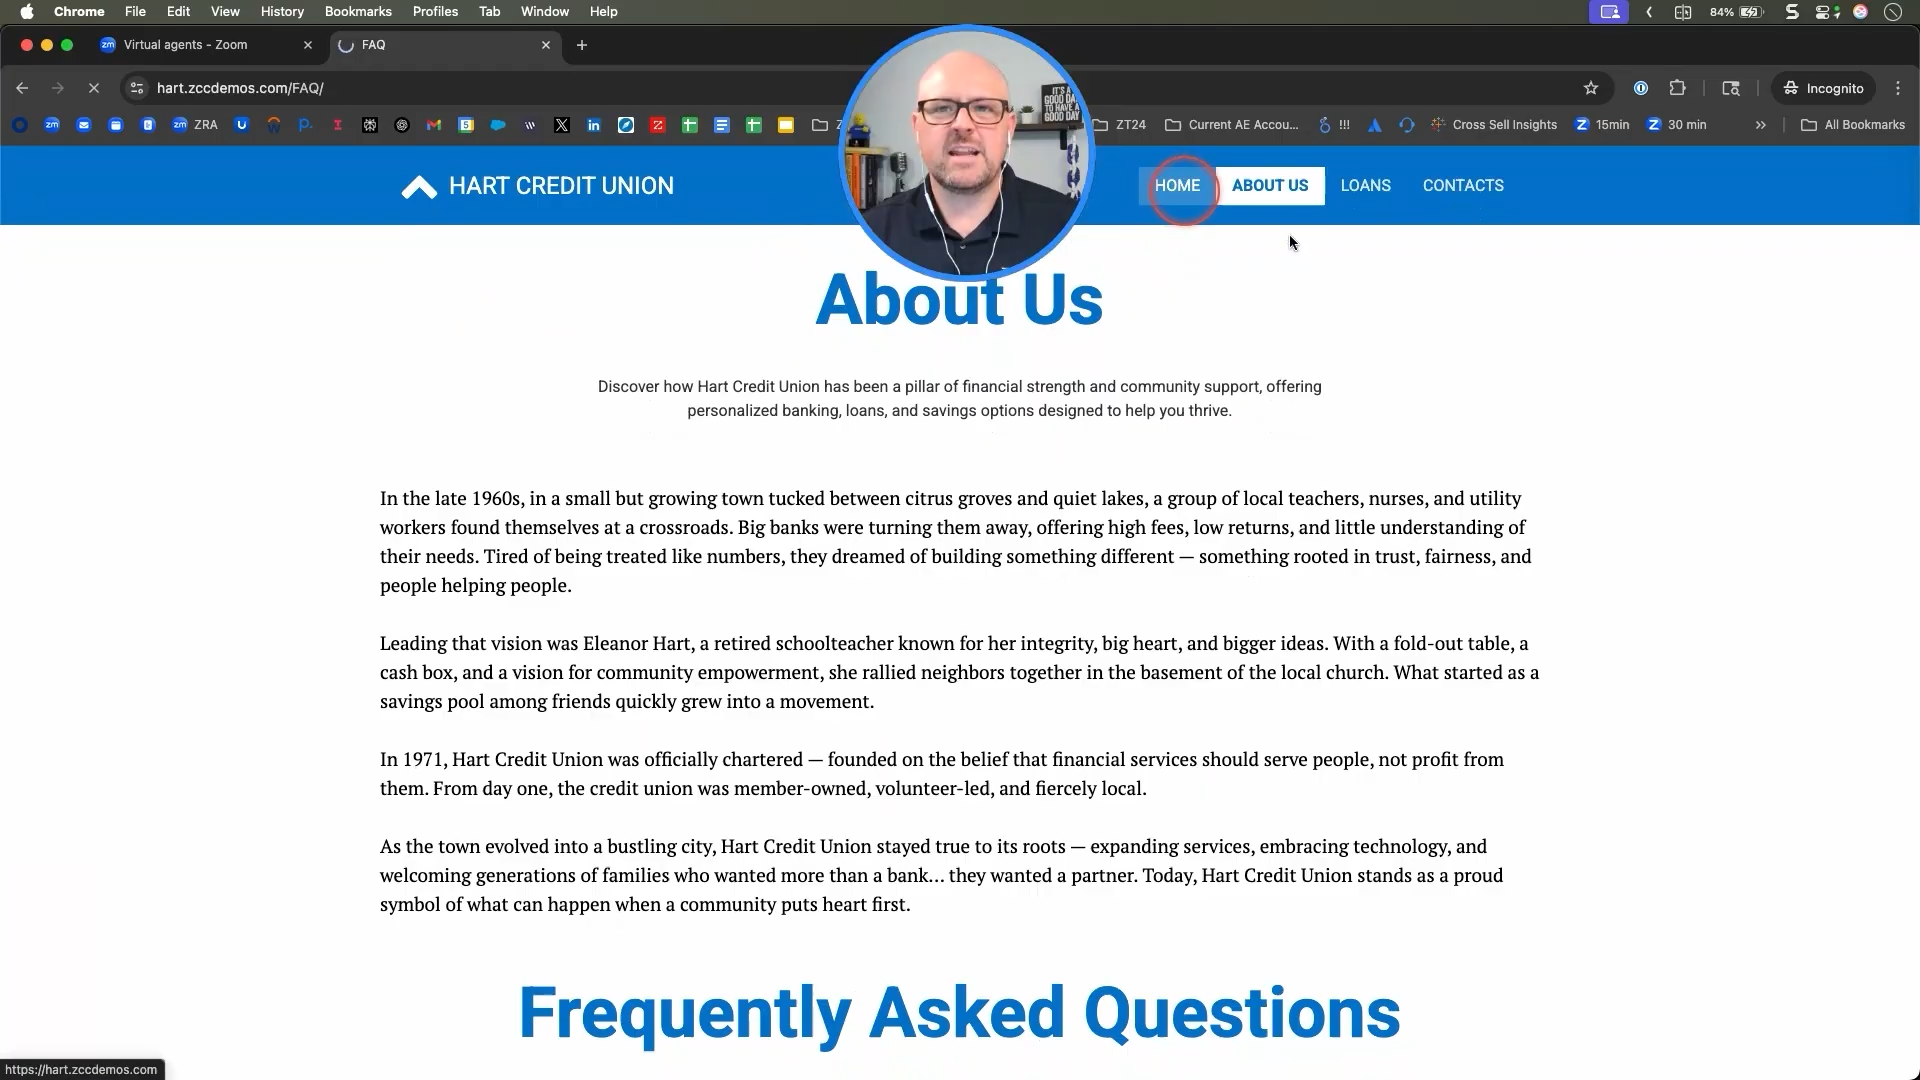 Chrome File Edit View History Bookmarks Profiles Tab Window Help 84%
Virtual agents - Zoom FAQ
hart.zccdemos.com/FAQ/ Incognito
ZRA ZT24 Current AE Accou... !!! Cross Sell Insights 15min 30 min All Bookmarks
IT'S A
GOOD DAY
TO HAVE A
GOOD DAY
HART CREDIT UNION HOME ABOUT US LOANS CONTACTS
About Us
Discover how Hart Credit Union has been a pillar of financial strength and community support, offering
personalized banking, loans, and savings options designed to help you thrive.
In the late 1960s, in a small but growing town tucked between citrus groves and quiet lakes, a group of local teachers, nurses, and utility
workers found themselves at a crossroads. Big banks were turning them away, offering high fees, low returns, and little understanding of
their needs. Tired of being treated like numbers, they dreamed of building something different — something rooted in trust, fairness, and
people helping people.
Leading that vision was Eleanor Hart, a retired schoolteacher known for her integrity, big heart, and bigger ideas. With a fold-out table, a
cash box, and a vision for community empowerment, she rallied neighbors together in the basement of the local church. What started as a
savings pool among friends quickly grew into a movement.
In 1971, Hart Credit Union was officially chartered — founded on the belief that financial services should serve people, not profit from
them. From day one, the credit union was member-owned, volunteer-led, and fiercely local.
As the town evolved into a bustling city, Hart Credit Union stayed true to its roots — expanding services, embracing technology, and
welcoming generations of families who wanted more than a bank... they wanted a partner. Today, Hart Credit Union stands as a proud
symbol of what can happen when a community puts heart first.
Frequently Asked Questions
https://hart.zccdemos.com